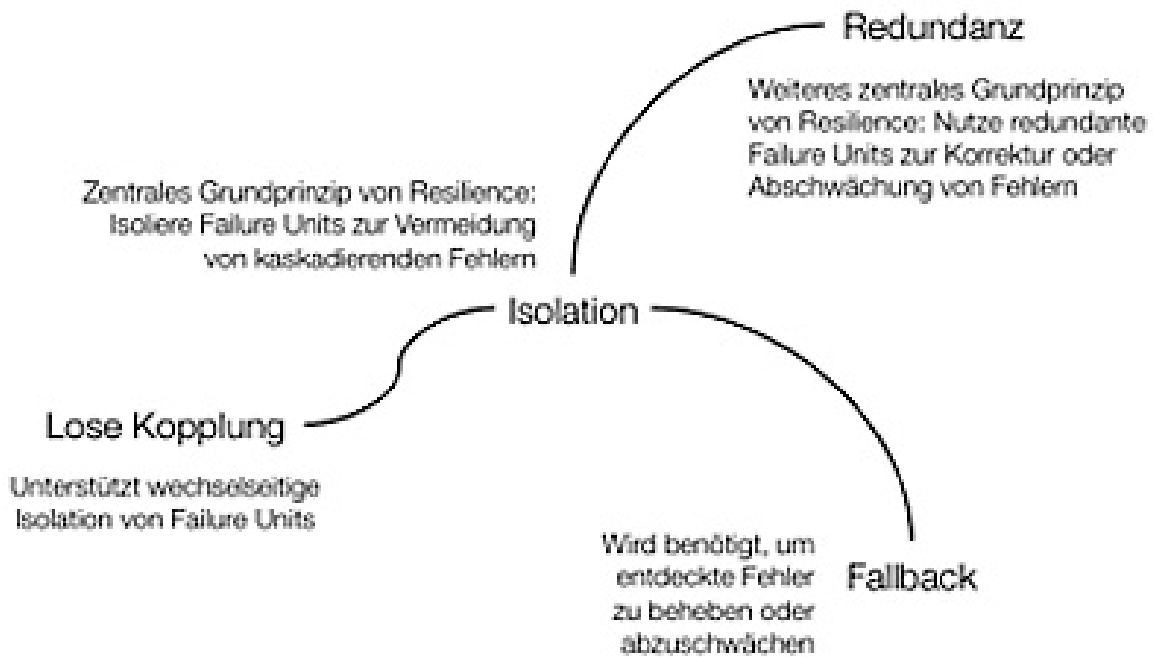 Redundanz
Weiteres zentrales Grundprinzip
von Resilience: Nutze redundante
Failure Units zur Korrektur oder
Abschwächung von Fehlern
Zentrales Grundprinzip von Resilience:
Isoliere Failure Units zur Vermeidung
von kaskadierenden Fehlern
Isolation
Lose Kopplung
Unterstützt wechselseitige
Isolation von Failure Units
Wird benötigt, um
entdeckte Fehler
zu beheben oder
abzuschwächen
Fallback